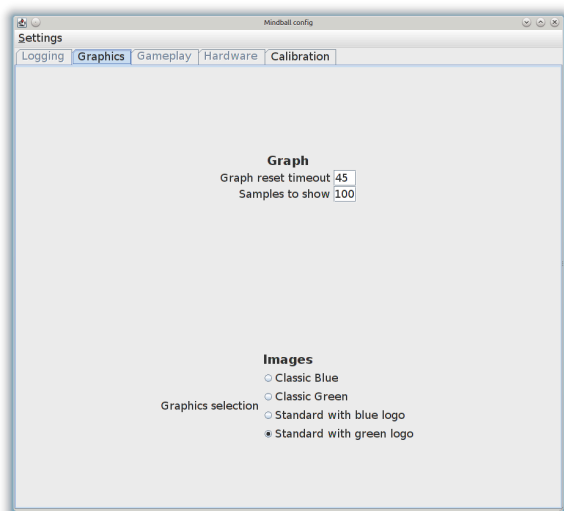 Mindball config
Settings
Logging Graphics Gameplay Hardware Calibration
Graph
Graph reset timeout 45
Samples to show 100
Images
Classic Blue
Classic Green
Graphics selection
Standard with blue logo
Standard with green logo